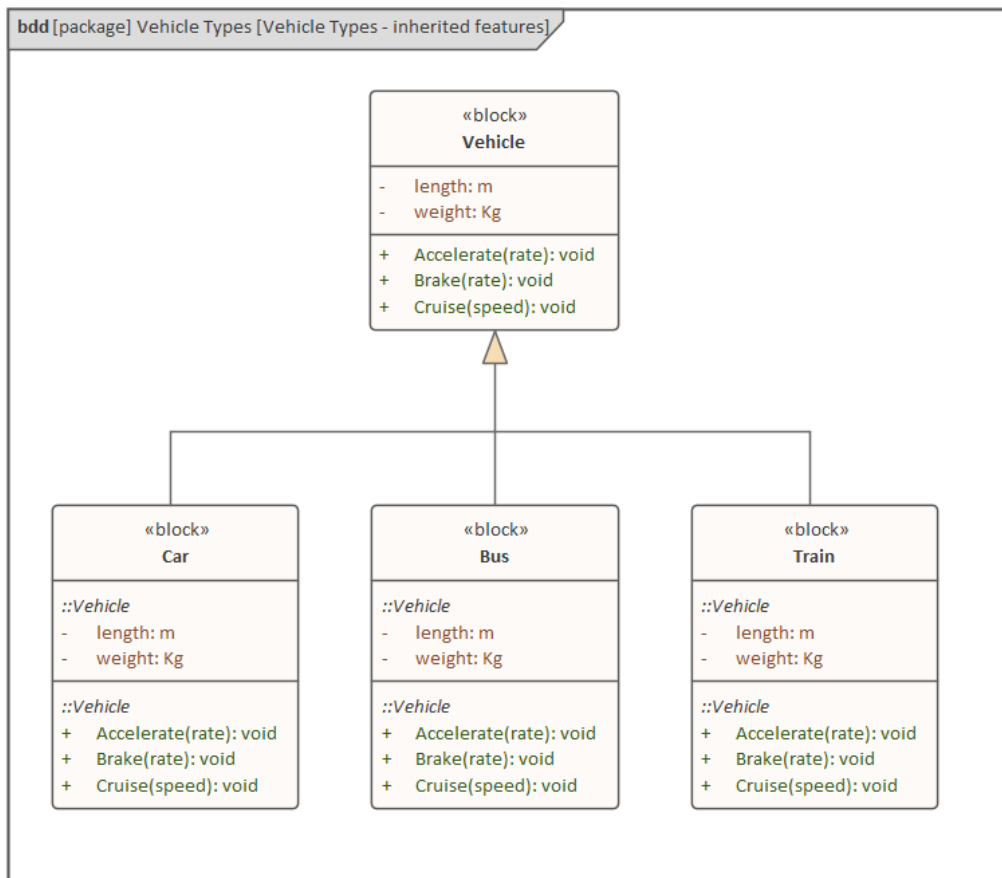 bdd [package] Vehicle Types [Vehicle Types - inherited features]
«block»
Vehicle
- length: m
- weight: Kg
+ Accelerate(rate): void
+ Brake(rate): void
+ Cruise(speed): void
«block»
Car
::Vehicle
- length: m
- weight: Kg
::Vehicle
+ Accelerate(rate): void
+ Brake(rate): void
+ Cruise(speed): void
«block»
Bus
::Vehicle
- length: m
- weight: Kg
::Vehicle
+ Accelerate(rate): void
+ Brake(rate): void
+ Cruise(speed): void
«block»
Train
::Vehicle
- length: m
- weight: Kg
::Vehicle
+ Accelerate(rate): void
+ Brake(rate): void
+ Cruise(speed): void